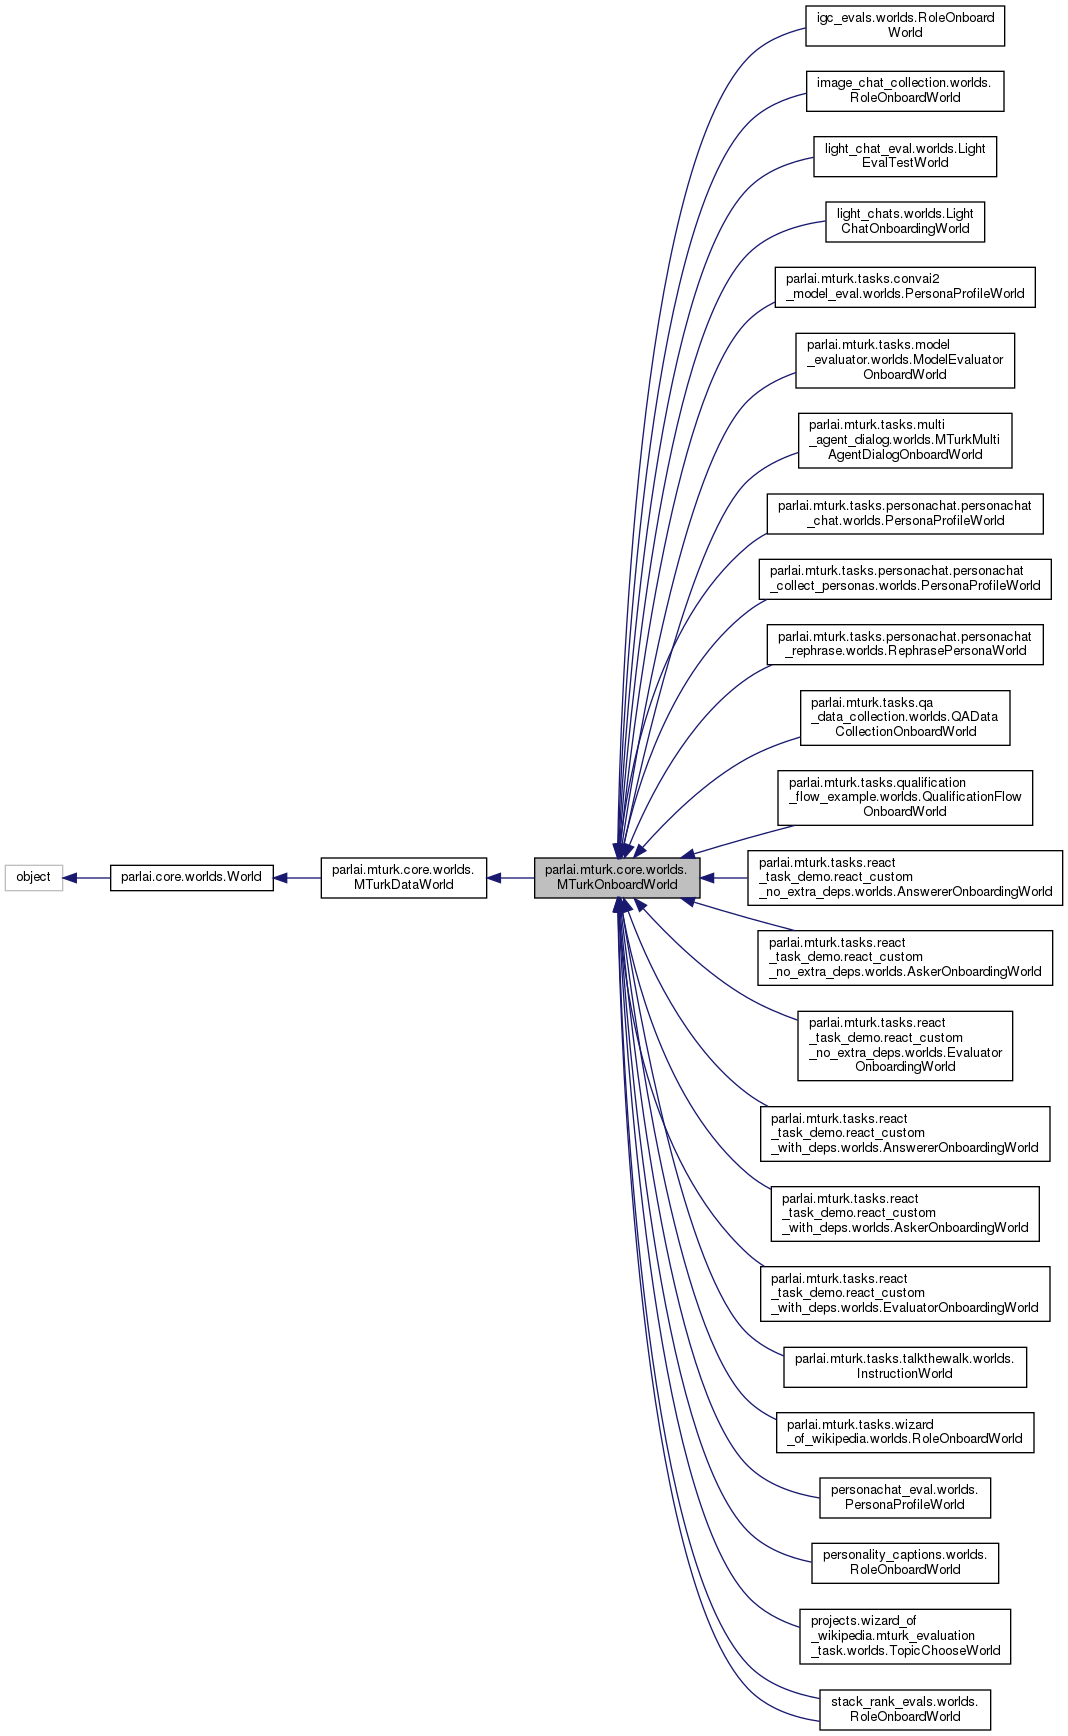 igc_evals.worlds.RoleOnboard
World
image_chat_collection.worlds.
RoleOnboardWorld
light_chat_eval.worlds.Light
EvalTestWorld
light_chats.worlds.Light
ChatOnboardingWorld
parlai.mturk.tasks.convai2
_model_eval.worlds.PersonaProfileWorld
parlai.mturk.tasks.model
_evaluator.worlds.ModelEvaluator
OnboardWorld
parlai.mturk.tasks.multi
_agent_dialog.worlds.MTurkMulti
AgentDialogOnboardWorld
parlai.mturk.tasks.personachat.personachat
_chat.worlds.PersonaProfileWorld
parlai.mturk.tasks.personachat.personachat
_collect_personas.worlds.PersonaProfileWorld
parlai.mturk.tasks.personachat.personachat
_rephrase.worlds.RephrasePersonaWorld
parlai.mturk.tasks.qa
_data_collection.worlds.QAData
CollectionOnboardWorld
parlai.mturk.tasks.qualification
_flow_example.worlds.QualificationFlow
OnboardWorld
object
parlai.core.worlds.World
parlai.mturk.core.worlds.
MTurkDataWorld
parlai.mturk.core.worlds.
MTurkOnboardWorld
parlai.mturk.tasks.react
_task_demo.react_custom
_no_extra_deps.worlds.AnswererOnboardingWorld
parlai.mturk.tasks.react
_task_demo.react_custom
_no_extra_deps.worlds.AskerOnboardingWorld
parlai.mturk.tasks.react
_task_demo.react_custom
_no_extra_deps.worlds.Evaluator
OnboardingWorld
parlai.mturk.tasks.react
_task_demo.react_custom
_with_deps.worlds.AnswererOnboardingWorld
parlai.mturk.tasks.react
_task_demo.react_custom
_with_deps.worlds.AskerOnboardingWorld
parlai.mturk.tasks.react
_task_demo.react_custom
_with_deps.worlds.EvaluatorOnboardingWorld
parlai.mturk.tasks.talkthewalk.worlds.
InstructionWorld
parlai.mturk.tasks.wizard
_of_wikipedia.worlds.RoleOnboardWorld
personachat_eval.worlds.
PersonaProfileWorld
personality_captions.worlds.
RoleOnboardWorld
projects.wizard_of
_wikipedia.mturk_evaluation
_task.worlds.TopicChooseWorld
stack_rank_evals.worlds.
RoleOnboardWorld